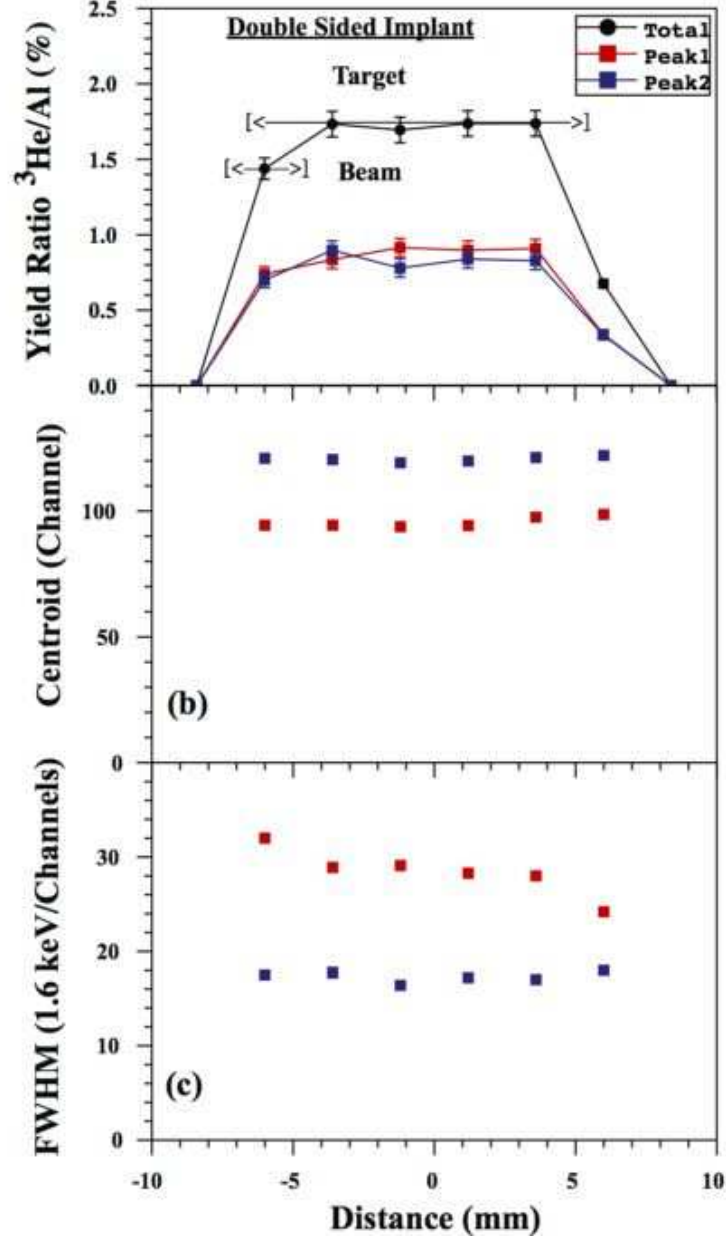 Double Sided Implant
Total
Peak1
Peak2
Target
[<
>]
[< >]
Beam
Yield Ratio ³He/Al (%)
2.5
2.0
1.5
1.0
0.5
0.0
Centroid (Channel)
100
50
0
(b)
FWHM (1.6 keV/Channels)
30
20
10
0
(c)
-10 -5 0 5 10
Distance (mm)